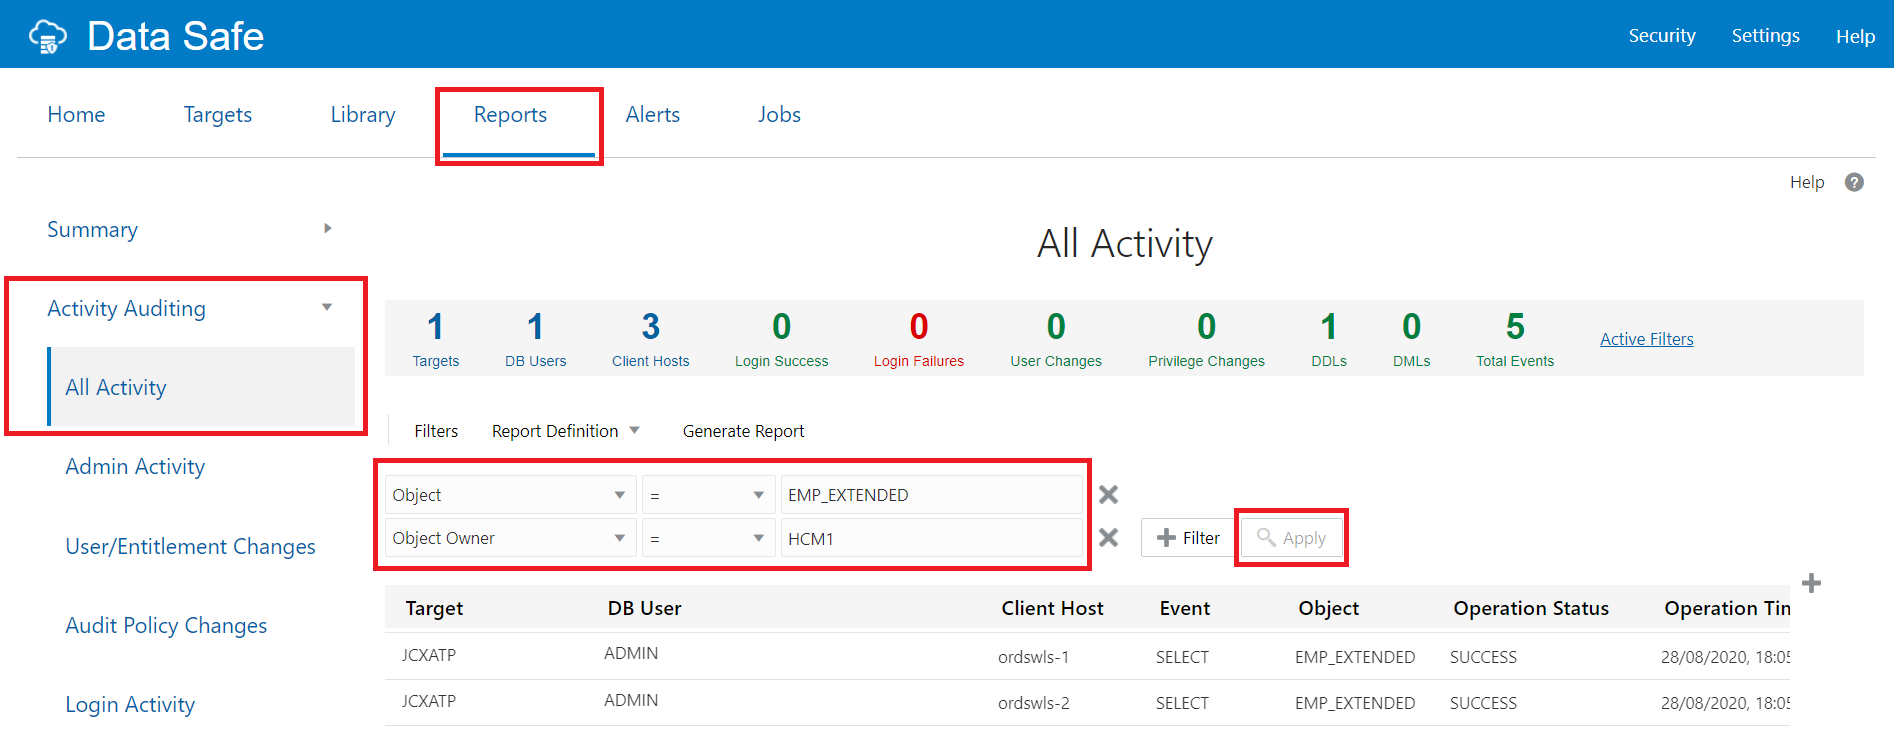 Data Safe
Security Settings Help
Home Targets Library Reports Alerts Jobs
Help ?
Summary
Activity Auditing
All Activity
Admin Activity
User/Entitlement Changes
Audit Policy Changes
Login Activity
All Activity
1 1 3 0 0 0 0 1 0 5
Targets DB Users Client Hosts Login Success Login Failures User Changes Privilege Changes DDLs DMLs Total Events
Active Filters
Filters Report Definition Generate Report
Object = EMP_EXTENDED
Object Owner = HCM1
Filter Apply
Target DB User Client Host Event Object Operation Status Operation Tin
JCXATP ADMIN ordswls-1 SELECT EMP_EXTENDED SUCCESS 28/08/2020, 18:05
JCXATP ADMIN ordswls-2 SELECT EMP_EXTENDED SUCCESS 28/08/2020, 18:05